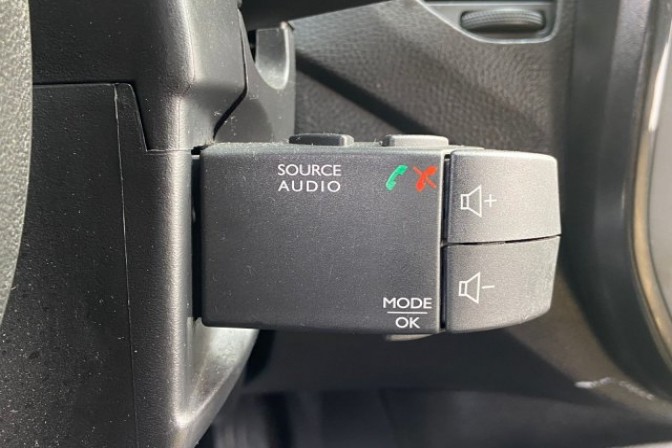 SOURCE
AUDIO
+
-
MODE
OK